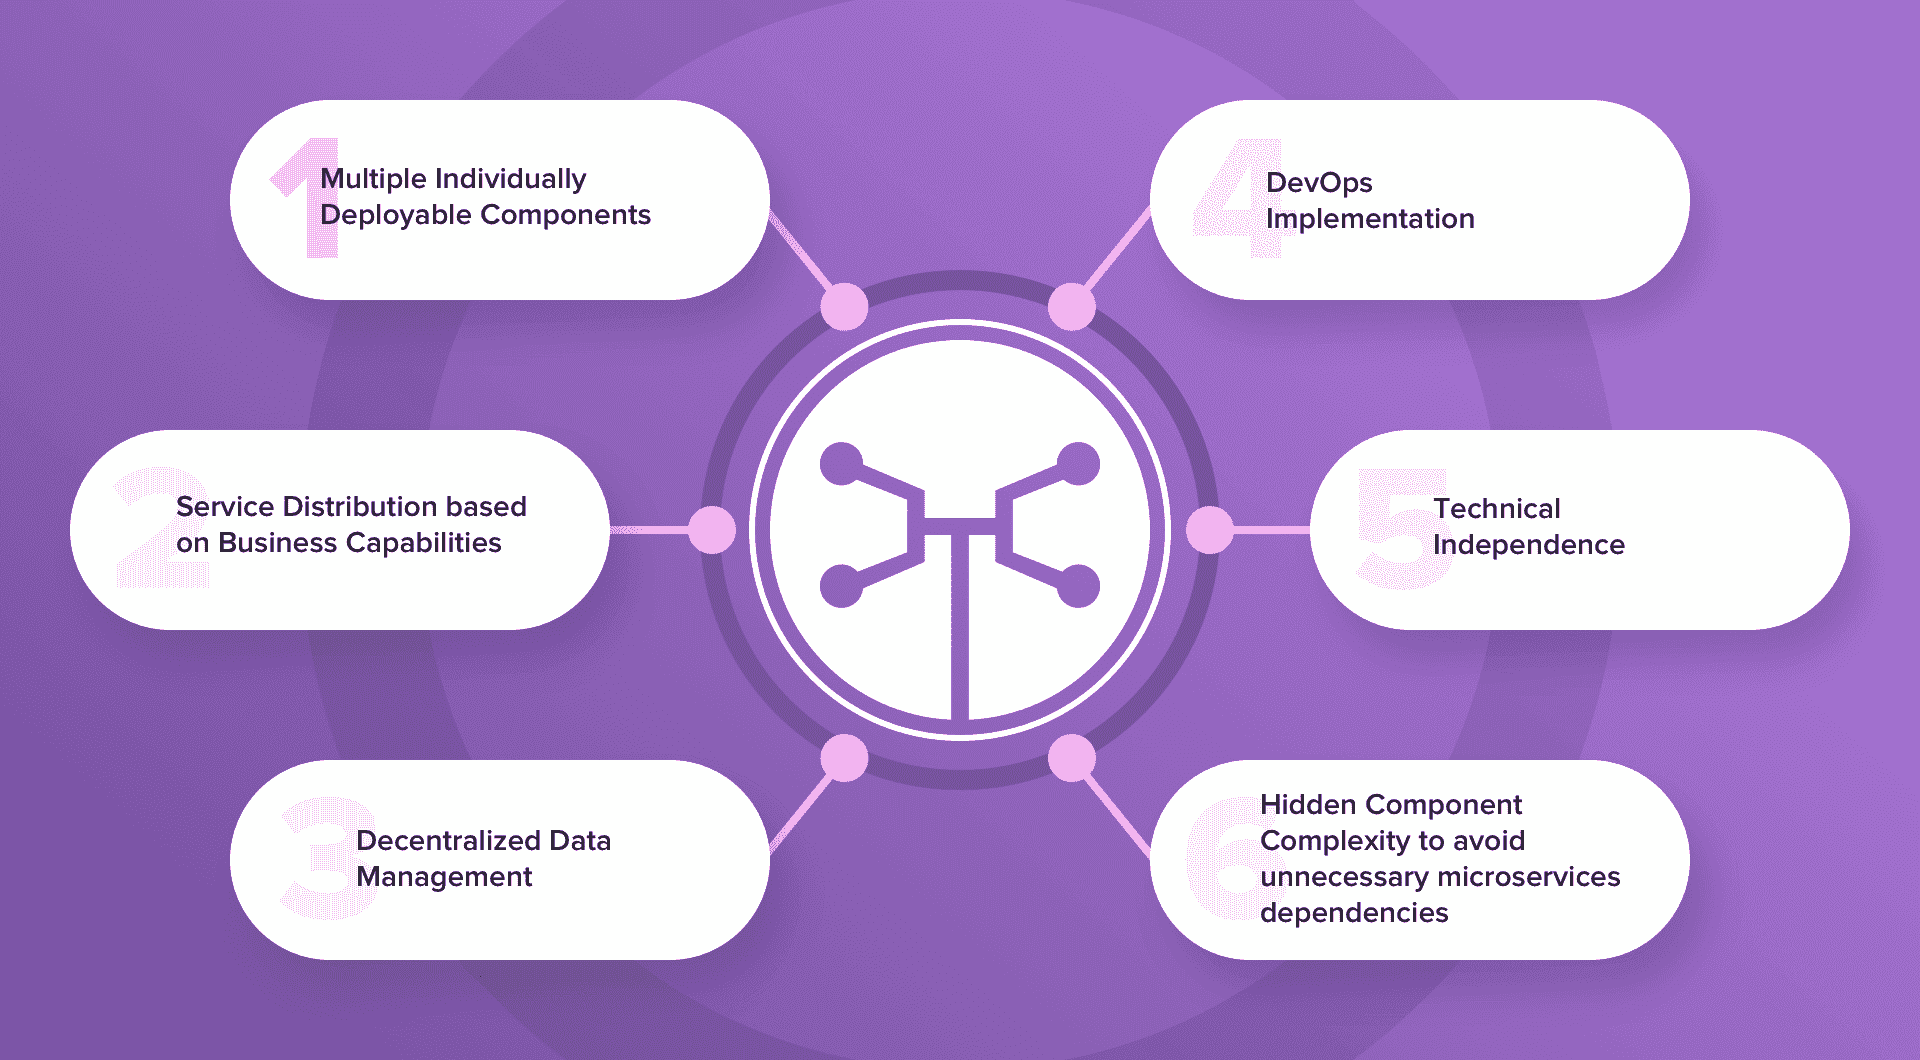 1
Multiple Individually
Deployable Components
2
Service Distribution based
on Business Capabilities
3
Decentralized Data
Management
4
DevOps
Implementation
5
Technical
Independence
6
Hidden Component
Complexity to avoid
unnecessary microservices
dependencies